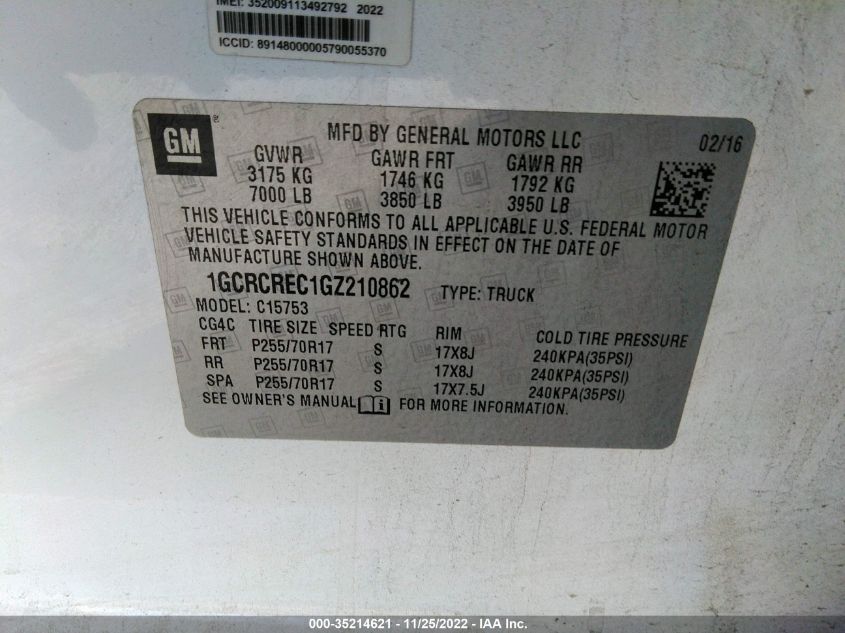 IMEI: 352009113492792 2022
ICCID: 89148000005790055370
GM ®
MFD BY GENERAL MOTORS LLC 02/16
GVWR GAWR FRT GAWR RR
3175 KG 1746 KG 1792 KG
7000 LB 3850 LB 3950 LB
THIS VEHICLE CONFORMS TO ALL APPLICABLE U.S. FEDERAL MOTOR
VEHICLE SAFETY STANDARDS IN EFFECT ON THE DATE OF
MANUFACTURE SHOWN ABOVE.
1GCRCREC1GZ210862 TYPE: TRUCK
MODEL: C15753
CG4C TIRE SIZE SPEED RTG RIM COLD TIRE PRESSURE
FRT P255/70R17 S 17X8J 240KPA(35PSI)
RR P255/70R17 S 17X8J 240KPA(35PSI)
SPA P255/70R17 S 17X7.5J 240KPA(35PSI)
SEE OWNER'S MANUAL i FOR MORE INFORMATION.
000-35214621 - 11/25/2022 - IAA Inc.